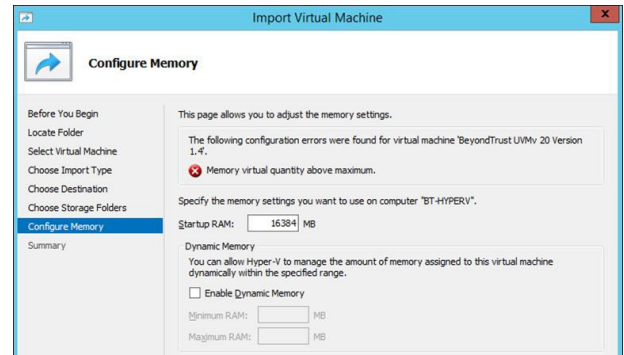 Import Virtual Machine
X
Configure Memory
Before You Begin
Locate Folder
Select Virtual Machine
Choose Import Type
Choose Destination
Choose Storage Folders
Configure Memory
Summary
This page allows you to adjust the memory settings.
The following configuration errors were found for virtual machine 'BeyondTrust UVMv 20 Version
1.4'.
Memory virtual quantity above maximum.
Specify the memory settings you want to use on computer "BT-HYPERV".
Startup RAM: 16384 MB
Dynamic Memory
You can allow Hyper-V to manage the amount of memory assigned to this virtual machine
dynamically within the specified range.
Enable Dynamic Memory
Minimum RAM: MB
Maximum RAM: MB